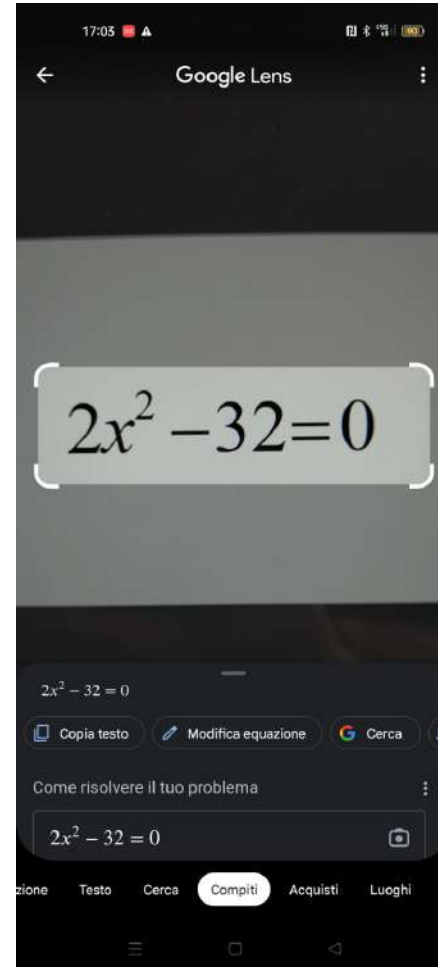 17:03
Google Lens
2x² −32=0
2x² − 32 = 0
Copia testo
Modifica equazione
Cerca
Come risolvere il tuo problema
2x² − 32 = 0
zione Testo Cerca Compiti Acquisti Luoghi